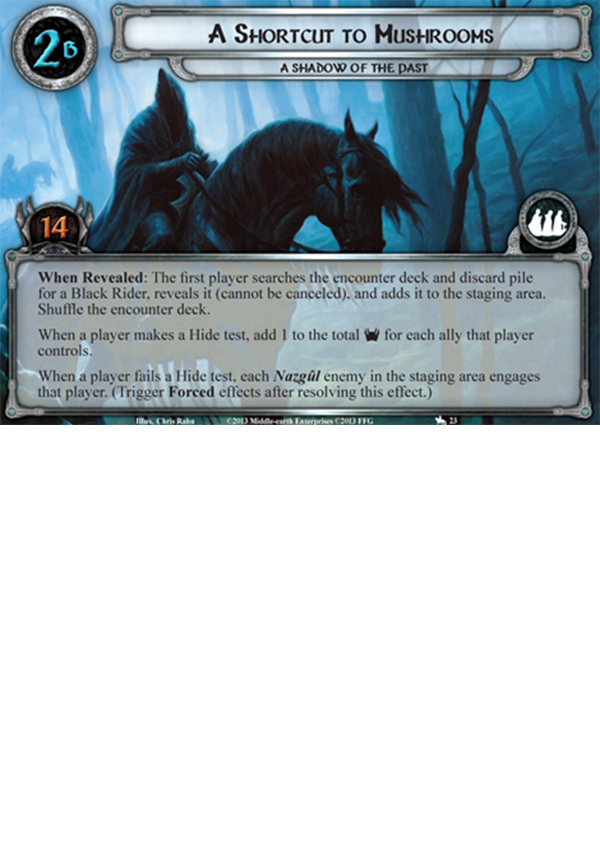 2B
A Shortcut to Mushrooms
A Shadow of the Past
14
When Revealed: The first player searches the encounter deck and discard pile
for a Black Rider, reveals it (cannot be canceled), and adds it to the staging area.
Shuffle the encounter deck.
When a player makes a Hide test, add 1 to the total for each ally that player
controls.
When a player fails a Hide test, each Nazgûl enemy in the staging area engages
that player. (Trigger Forced effects after resolving this effect.)
Illus. Chris Rahn ©2013 Middle-earth Enterprises ©2013 FFG 23